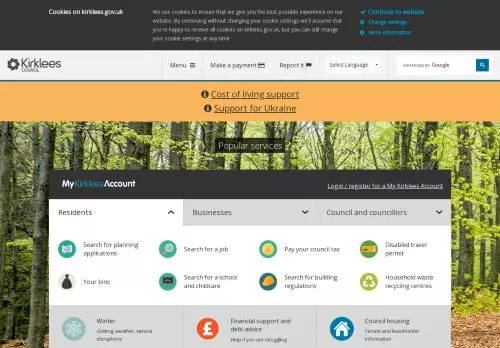 Cookies on kirklees.gov.uk
We use cookies to ensure that we give you the best possible experience on our
website. By continuing without changing your cookie settings we'll assume that
you're happy to receive all cookies on kirklees.gov.uk, but you can still change
your cookie settings at any time.
Continue to website
Change settings
More information
Kirklees
COUNCIL
Menu
Make a payment
Report it
Select Language
ENHANCED BY Google
Cost of living support
Support for Ukraine
Popular services
MyKirkleesAccount
Login / register for a My Kirklees Account
Residents
Businesses
Council and councillors
Search for planning
applications
Search for a job
Pay your council tax
Disabled travel
permit
Your bins
Search for a school
and childcare
Search for building
regulations
Household waste
recycling centres
Winter
Gritting, weather, service
disruptions
Financial support and
debt advice
Help if you are struggling
Council housing
Tenant and leaseholder
information